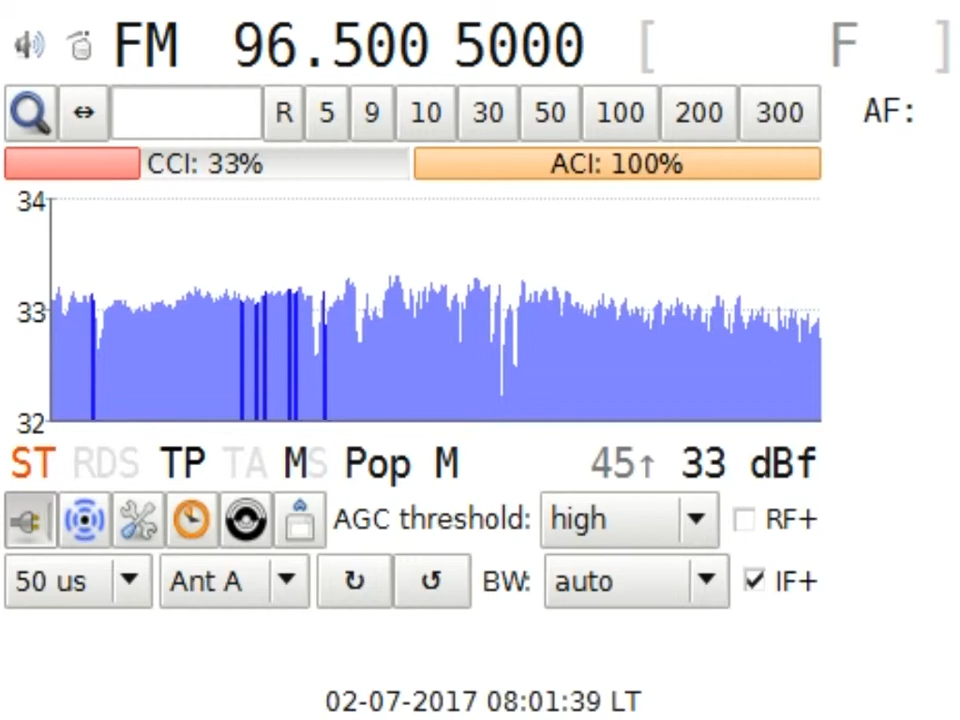 FM 96.500 5000 [ F ]
R 5 9 10 30 50 100 200 300 AF:
CCI: 33% ACI: 100%
34
33
32
ST RDS TP TA MS Pop M 45↑ 33 dBf
AGC threshold: high RF+
50 us Ant A ↻ ↺ BW: auto IF+
02-07-2017 08:01:39 LT